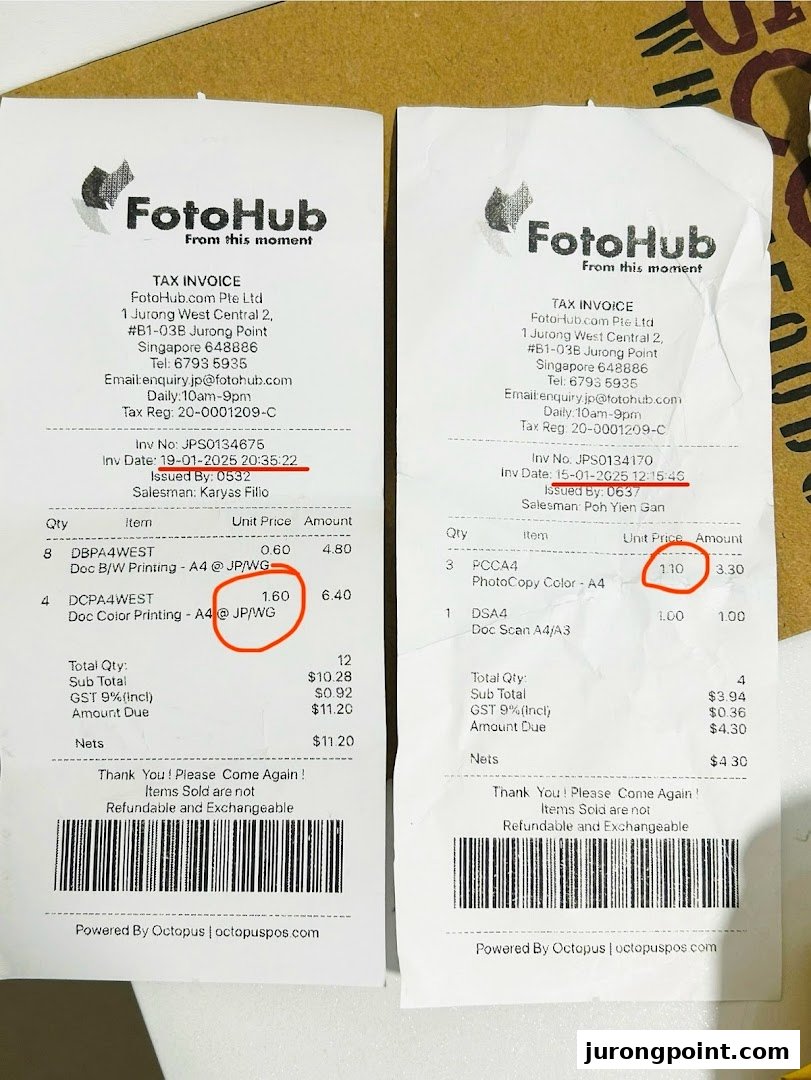 FotoHub
From this moment
TAX INVOICE
FotoHub.com Pte Ltd
1 Jurong West Central 2,
#B1-03B Jurong Point
Singapore 648886
Tel: 6793 5935
Email:enquiry.jp@fotohub.com
Daily:10am-9pm
Tax Reg: 20-0001209-C
Inv No: JPS0134675
Inv Date: 19-01-2025 20:35:22
Issued By: 0532
Salesman: Karyas Filio
Qty Item Unit Price Amount
8 DBPA4WEST 0.60 4.80
Doc B/W Printing - A4 @ JP/WG
4 DCPA4WEST 1.60 6.40
Doc Color Printing - A4 @ JP/WG
Total Qty: 12
Sub Total $10.28
GST 9%(Incl) $0.92
Amount Due $11.20
Nets $11.20
Thank You ! Please Come Again !
Items Sold are not
Refundable and Exchangeable
Powered By Octopus | octopuspos.com
FotoHub
From this moment
TAX INVOICE
FotoHub.com Pte Ltd
1 Jurong West Central 2,
#B1-03B Jurong Point
Singapore 648886
Tel: 6793 5935
Email:enquiry.jp@fotohub.com
Daily:10am-9pm
Tax Reg: 20-0001209-C
Inv No: JPS0134170
Inv Date: 15-01-2025 12:15:46
Issued By: 0637
Salesman: Poh Yien Gan
Qty Item Unit Price Amount
3 PCCA4 1.10 3.30
PhotoCopy Color - A4
1 DSA4 1.00 1.00
Doc Scan A4/A3
Total Qty: 4
Sub Total $3.94
GST 9%(Incl) $0.36
Amount Due $4.30
Nets $4.30
Thank You ! Please Come Again !
Items Sold are not
Refundable and Exchangeable
Powered By Octopus | octopuspos.com
jurongpoint.com